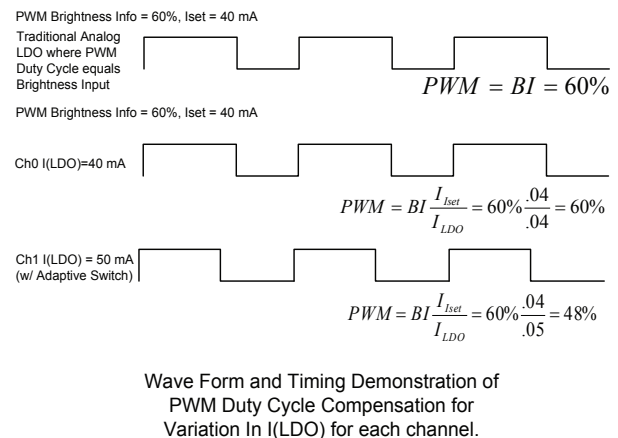 PWM Brightness Info = 60%, Iset = 40 mA
Traditional Analog
LDO where PWM
Duty Cycle equals
Brightness Input
PWM = BI = 60%
PWM Brightness Info = 60%, Iset = 40 mA
Ch0 I(LDO)=40 mA
PWM = BI I_Iset / I_LDO = 60% .04 / .04 = 60%
Ch1 I(LDO) = 50 mA
(w/ Adaptive Switch)
PWM = BI I_Iset / I_LDO = 60% .04 / .05 = 48%
Wave Form and Timing Demonstration of
PWM Duty Cycle Compensation for
Variation In I(LDO) for each channel.